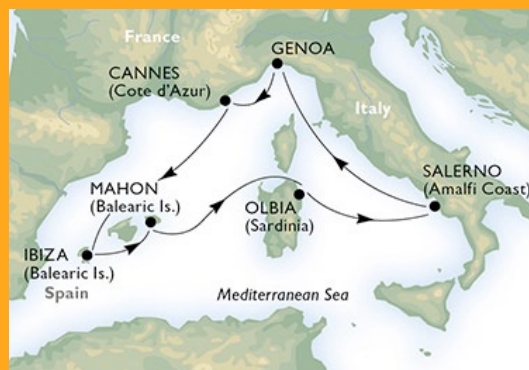 France
GENOA
CANNES
(Cote d'Azur)
Italy
MAHON
(Balearic Is.)
OLBIA
(Sardinia)
SALERNO
(Amalfi Coast)
IBIZA
(Balearic Is.)
Spain
Mediterranean Sea